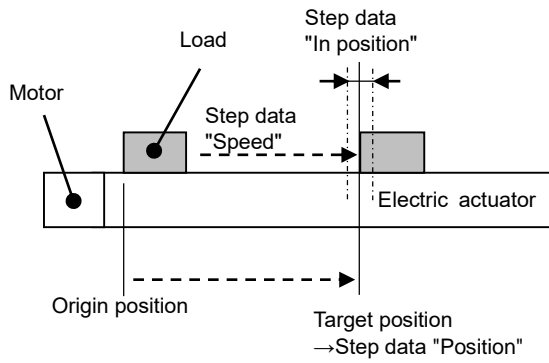 Step data
"In position"
Load
Motor
Step data
"Speed"
Electric actuator
Origin position
Target position
→Step data "Position"